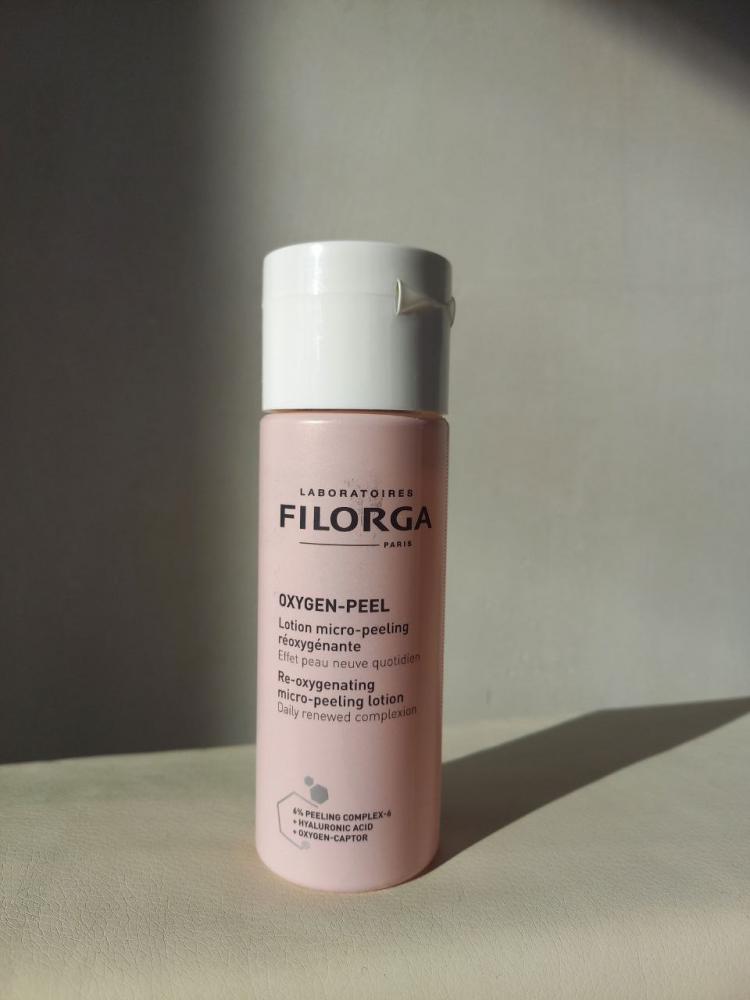 LABORATOIRES
FILORGA
PARIS
OXYGEN-PEEL
Lotion micro-peeling
réoxygénante
Effet peau neuve quotidien
Re-oxygenating
micro-peeling lotion
Daily renewed complexion
6% PEELING COMPLEX-6
+ HYALURONIC ACID
+ OXYGEN-CAPTOR